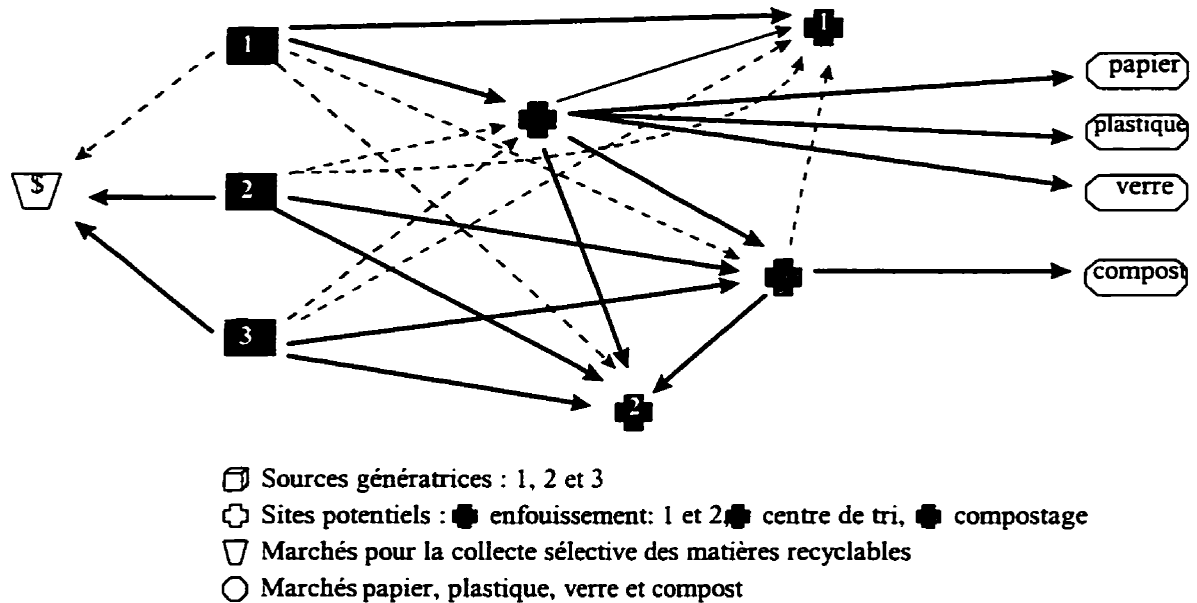 1
1
papier
plastique
$
2
verre
compost
3
2
Sources génératrices : 1, 2 et 3
Sites potentiels : enfouissement: 1 et 2, centre de tri, compostage
Marchés pour la collecte sélective des matières recyclables
Marchés papier, plastique, verre et compost